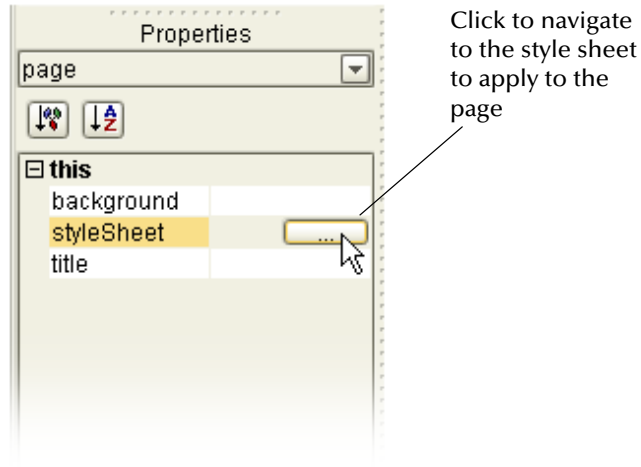 Properties
page
A
Z
this
background
styleSheet
...
title
Click to navigate
to the style sheet
to apply to the
page